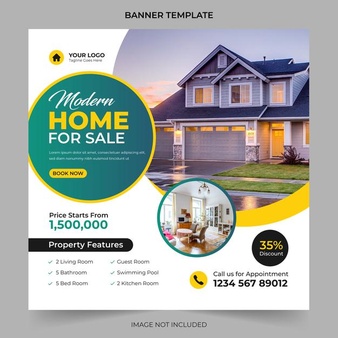 BANNER TEMPLATE
YOUR LOGO
Modern
HOME
FOR SALE
BOOK NOW
Price Starts From
1,500,000
Property Features
✓ 2 Living Room
✓ 5 Bathroom
✓ 5 Bed Room
✓ Guest Room
✓ Swimming Pool
✓ 2 Kitchen Room
35%
Discount
Call us for Appointment
1234 567 89012
IMAGE NOT INCLUDED